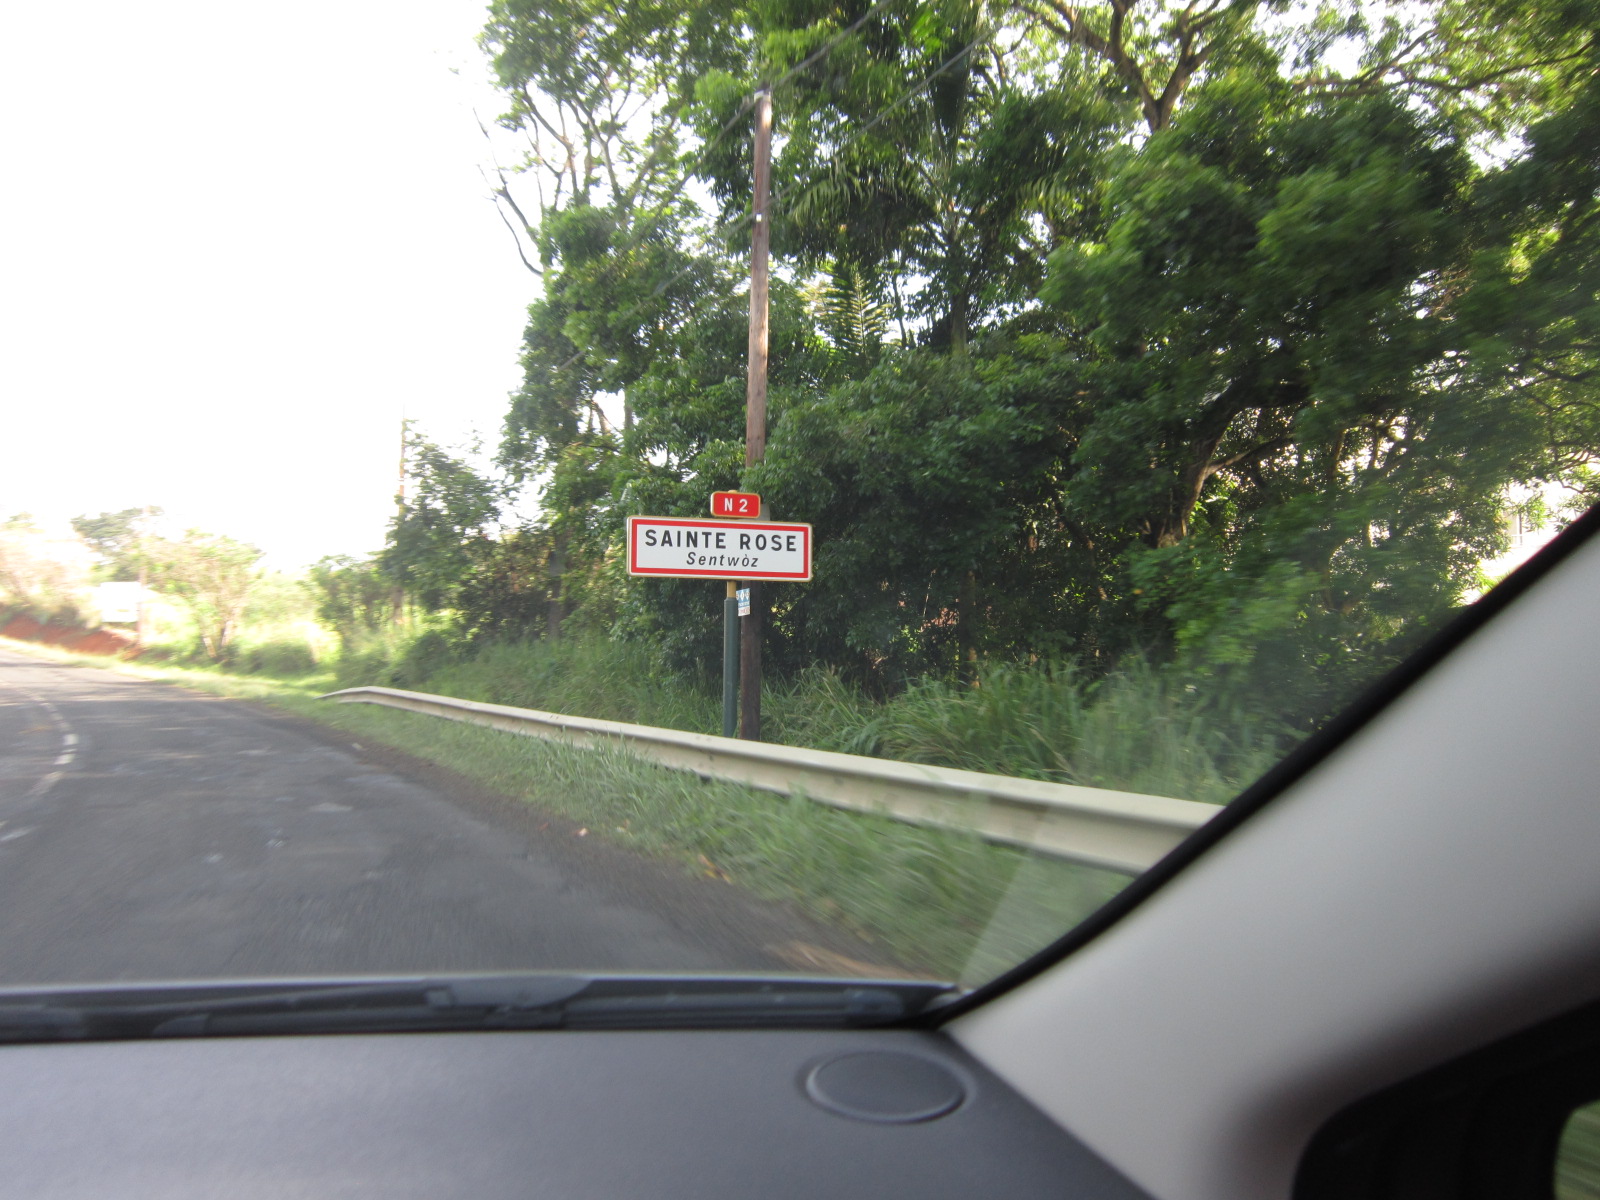 N 2
SAINTE ROSE
Sentwòz